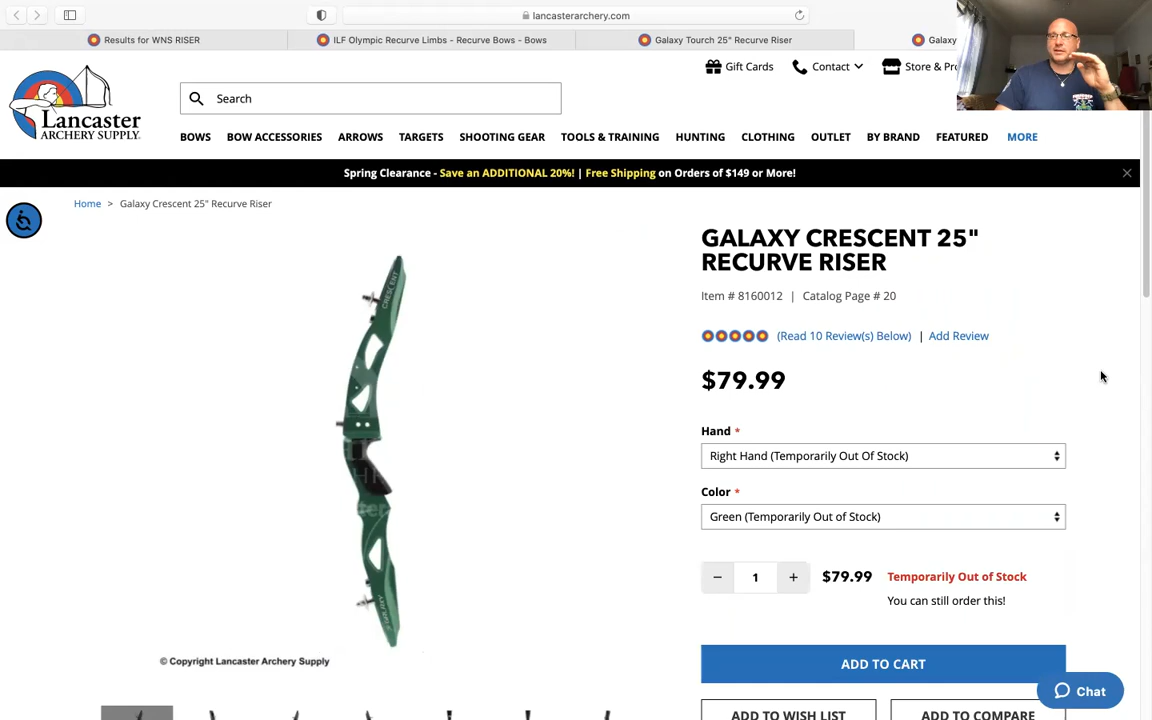 lancasterarchery.com
Results for WNS RISER
ILF Olympic Recurve Limbs - Recurve Bows - Bows
Galaxy Tourch 25" Recurve Riser
Galaxy
Gift Cards
Contact
Store &
Lancaster
ARCHERY SUPPLY
Search
BOWS
BOW ACCESSORIES
ARROWS
TARGETS
SHOOTING GEAR
TOOLS & TRAINING
HUNTING
CLOTHING
OUTLET
BY BRAND
FEATURED
MORE
Spring Clearance - Save an ADDITIONAL 20%! | Free Shipping on Orders of $149 or More!
Home > Galaxy Crescent 25" Recurve Riser
CRESCENT
GALAXY
© Copyright Lancaster Archery Supply
GALAXY CRESCENT 25"
RECURVE RISER
Item # 8160012 | Catalog Page # 20
(Read 10 Review(s) Below) | Add Review
$79.99
Hand *
Right Hand (Temporarily Out Of Stock)
Color *
Green (Temporarily Out of Stock)
− 1 + $79.99 Temporarily Out of Stock
You can still order this!
ADD TO CART
Chat
ADD TO WISH LIST
ADD TO COMPARE